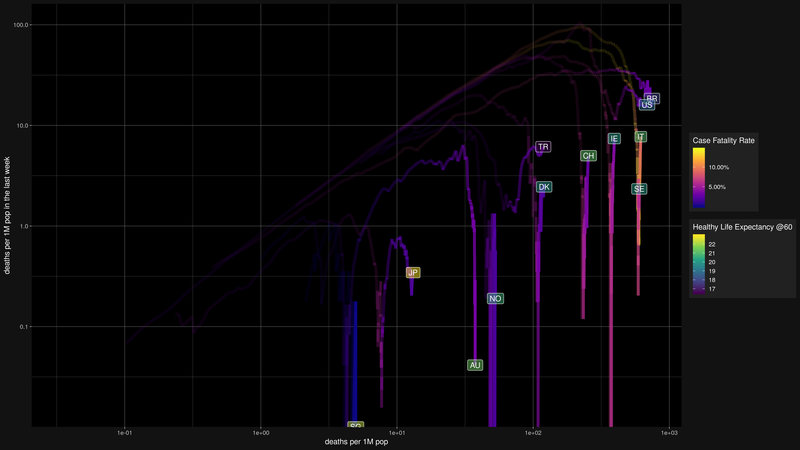 100.0
10.0
1.0
0.1
deaths per 1M pop in the last week
1e-01
1e+00
1e+01
1e+02
1e+03
deaths per 1M pop
BR
US
IT
IE
TR
CH
DK
SE
JP
NO
AU
SG
Case Fatality Rate
10.00%
5.00%
Healthy Life Expectancy @60
22
21
20
19
18
17